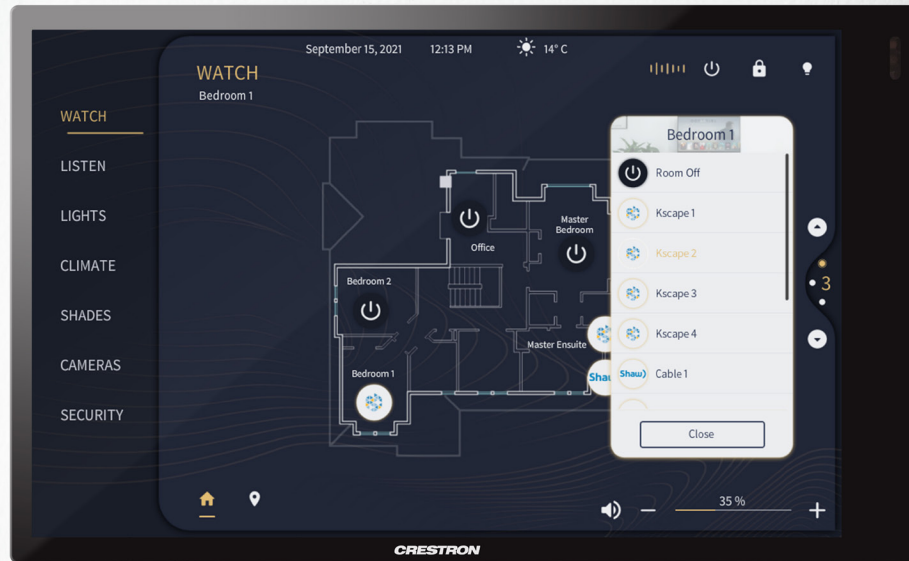 September 15, 2021 12:13 PM 14° C
WATCH
Bedroom 1
WATCH
LISTEN
LIGHTS
CLIMATE
SHADES
CAMERAS
SECURITY
Office
Master
Bedroom
Bedroom 2
Master Ensuite
Bedroom 1
Shaw
Bedroom 1
Room Off
Kscape 1
Kscape 2
Kscape 3
Kscape 4
Shaw) Cable 1
Close
3
35 %
CRESTRON